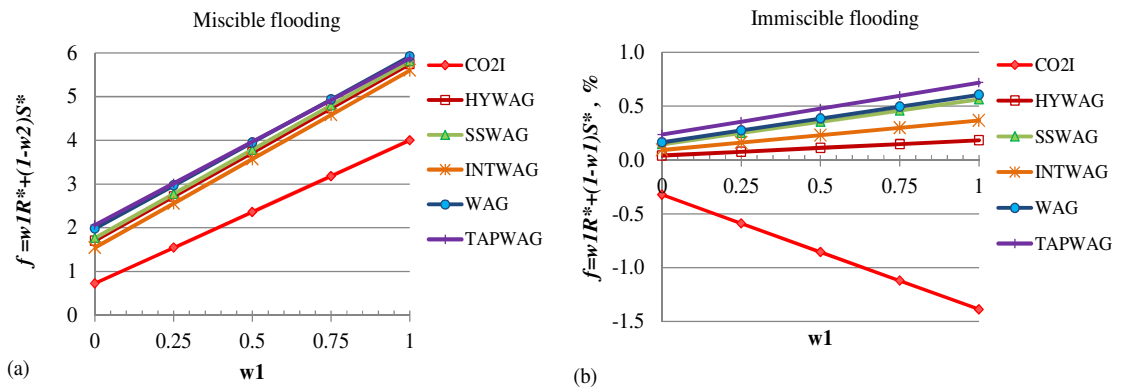 Miscible flooding
f =w1R*+(1-w2)S*
6
5
4
3
2
1
0
0 0.25 0.5 0.75 1
w1
(a)
CO2I
HYWAG
SSWAG
INTWAG
WAG
TAPWAG
Immiscible flooding
f=w1R*+(1-w1)S* , %
1.0
0.5
0.0
-0.5
-1.0
-1.5
0 0.25 0.5 0.75 1
w1
(b)
CO2I
HYWAG
SSWAG
INTWAG
WAG
TAPWAG